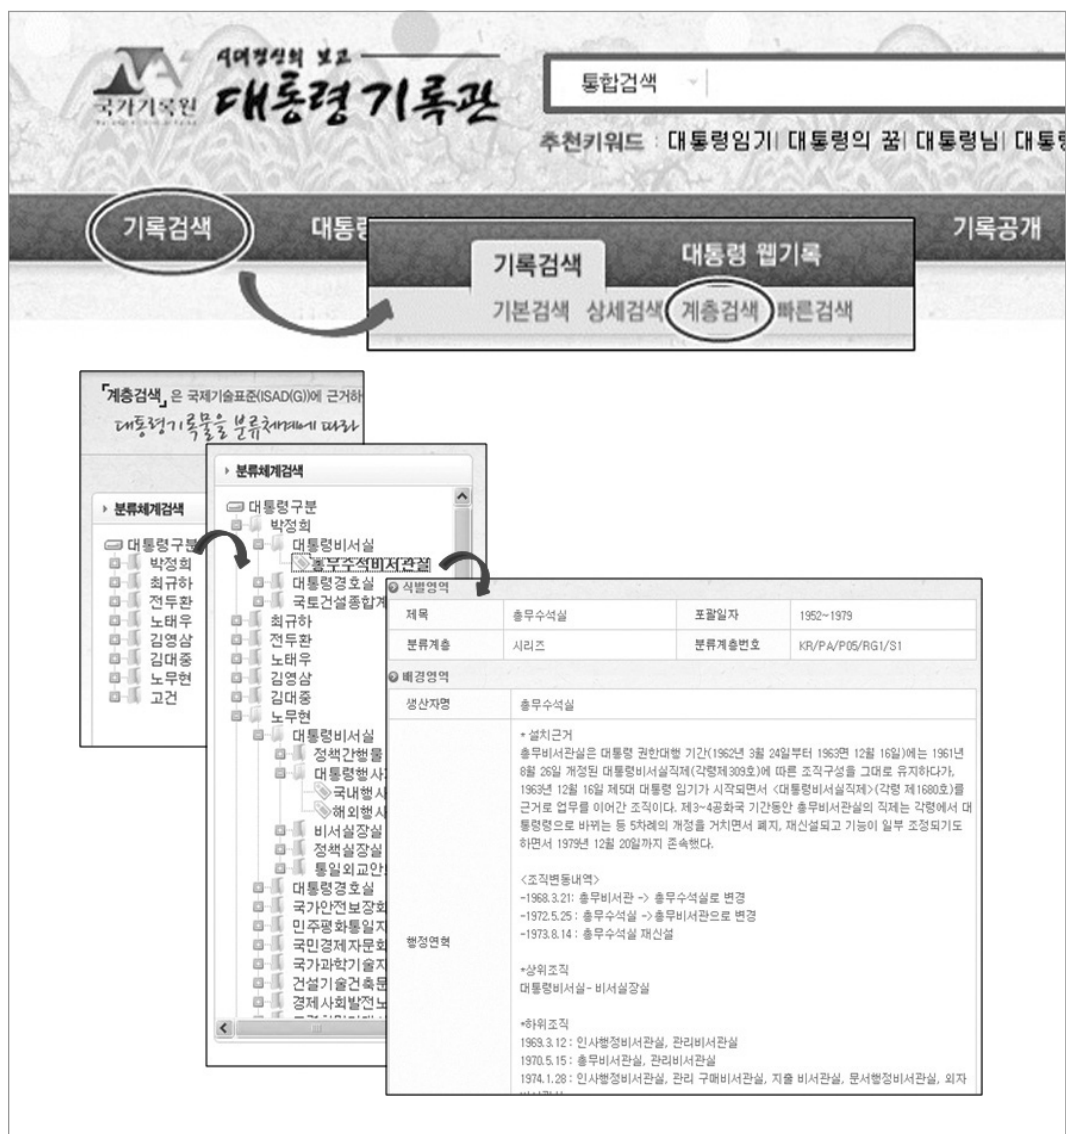 시대정신의 보고
국가기록원 대통령기록관
통합검색
추천키워드 : 대통령임기| 대통령의 꿈| 대통령님|
기록검색
기록공개
기록검색 대통령 웹기록
기본검색 상세검색 계층검색 빠른검색
「계층검색」은 국제기술표준(ISAD(G))에 근거하
대통령기록물을 분류체계에 따라
분류체계검색
대통령구분
박정희
최규하
전두환
노태우
김영삼
김대중
노무현
고건
분류체계검색
대통령구분
박정희
대통령비서실
총무수석비서관실
대통령경호실
국토건설종합계
최규하
전두환
노태우
김영삼
김대중
노무현
대통령비서실
정책간행물
대통령행사
국내행사
해외행사
비서실장실
정책실장실
통일외교안
대통령경호실
국가안전보장회
민주평화통일자
국민경제자문회
국가과학기술자
건설기술건축문
경제사회발전노
식별영역
제목 총무수석실 포괄일자 1952~1979
분류계층 시리즈 분류계층번호 KR/PA/P05/RG1/S1
배경영역
생산자명 총무수석실
행정연혁
* 설치근거
총무비서관실은 대통령 권한대행 기간(1962년 3월 24일부터 1963면 12월 16일)에는 1961년
8월 26일 개정된 대통령비서실직제(각령제309호)에 따른 조직구성을 그대로 유지하다가,
1963년 12월 16일 제5대 대통령 임기가 시작되면서 <대통령비서실직제>(각령 제1680호)를
근거로 업무를 이어간 조직이다. 제3~4공화국 기간동안 총무비서관실의 직제는 각령에서 대
통령령으로 바뀌는 등 5차례의 개정을 거치면서 폐지, 재신설되고 기능이 일부 조정되기도
하면서 1979년 12월 20일까지 존속했다.
<조직변동내역>
-1968.3.21: 총무비서관 -> 총무수석실로 변경
-1972.5.25 : 총무수석실 ->총무비서관으로 변경
-1973.8.14 : 총무수석실 재신설
*상위조직
대통령비서실- 비서실장실
*하위조직
1969.3.12 : 인사행정비서관실, 관리비서관실
1970.5.15 : 총무비서관실, 관리비서관실
1974.1.28 : 인사행정비서관실, 관리 구매비서관실, 지출 비서관실, 문서행정비서관실, 외자